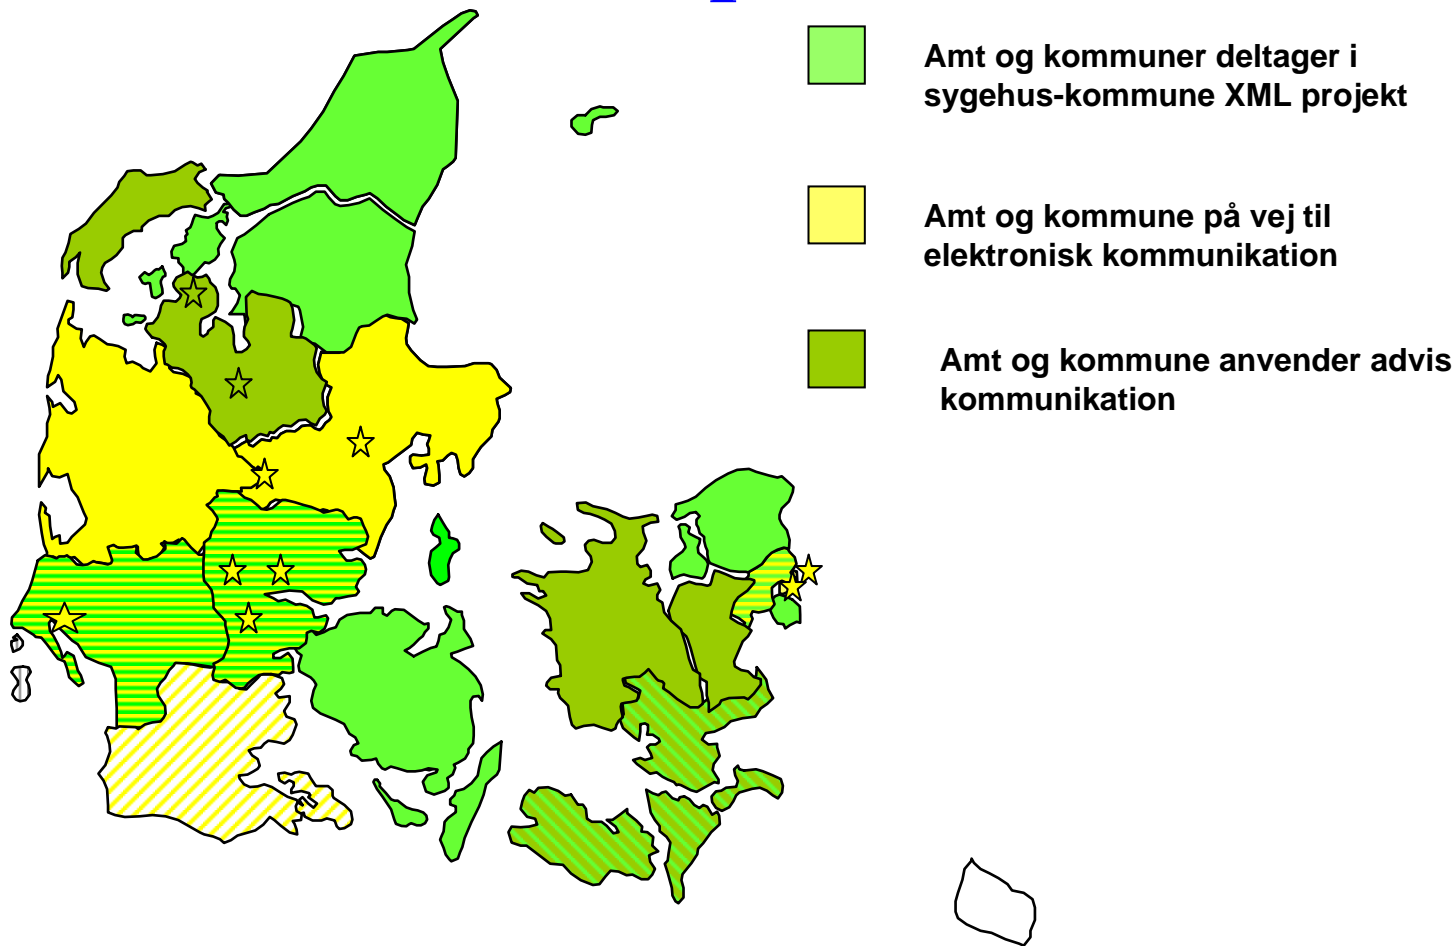 Amt og kommuner deltager i
sygehus-kommune XML projekt
Amt og kommune på vej til
elektronisk kommunikation
Amt og kommune anvender advis
kommunikation